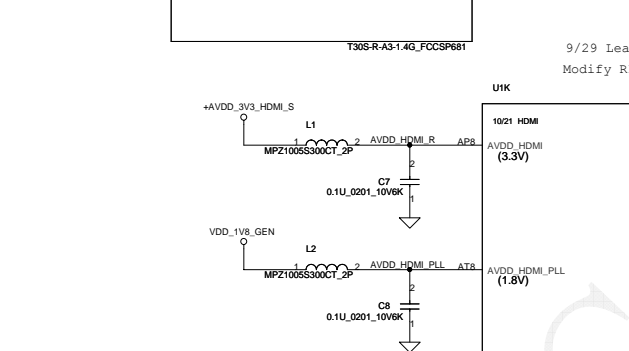 T30S-R-A3-1.4G_FCCSP681
9/29 Lea
Modify R
U1K
+AVDD_3V3_HDMI_S
10/21 HDMI
L1
1 2 AVDD_HDMI_R AP8 AVDD_HDMI
MPZ1005S300CT_2P (3.3V)
2
C7
0.1U_0201_10V6K
1
VDD_1V8_GEN
L2
1 2 AVDD_HDMI_PLL AT8 AVDD_HDMI_PLL
MPZ1005S300CT_2P (1.8V)
2
C8
0.1U_0201_10V6K
1